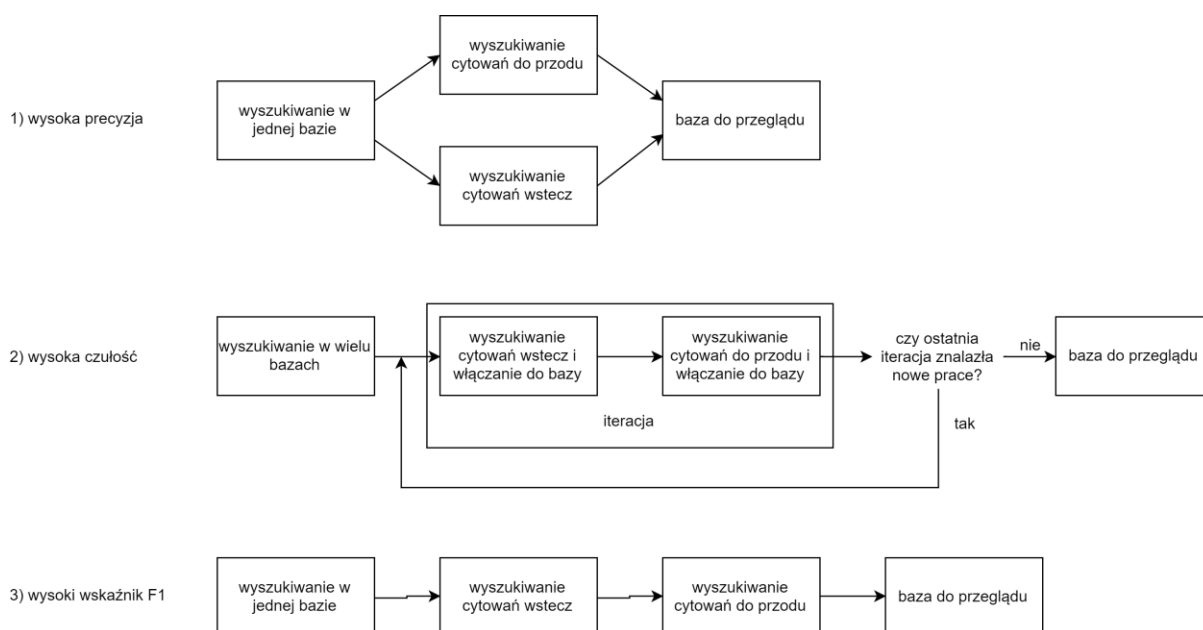 1) wysoka precyzja
wyszukiwanie w
jednej bazie
wyszukiwanie
cytowań do przodu
wyszukiwanie
cytowań wstecz
baza do przeglądu
2) wysoka czułość
wyszukiwanie w wielu
bazach
wyszukiwanie
cytowań wstecz i
włączanie do bazy
wyszukiwanie
cytowań do przodu i
włączanie do bazy
iteracja
czy ostatnia
iteracja znalazła
nowe prace?
nie
tak
baza do przeglądu
3) wysoki wskaźnik F1
wyszukiwanie w
jednej bazie
wyszukiwanie
cytowań wstecz
wyszukiwanie
cytowań do przodu
baza do przeglądu